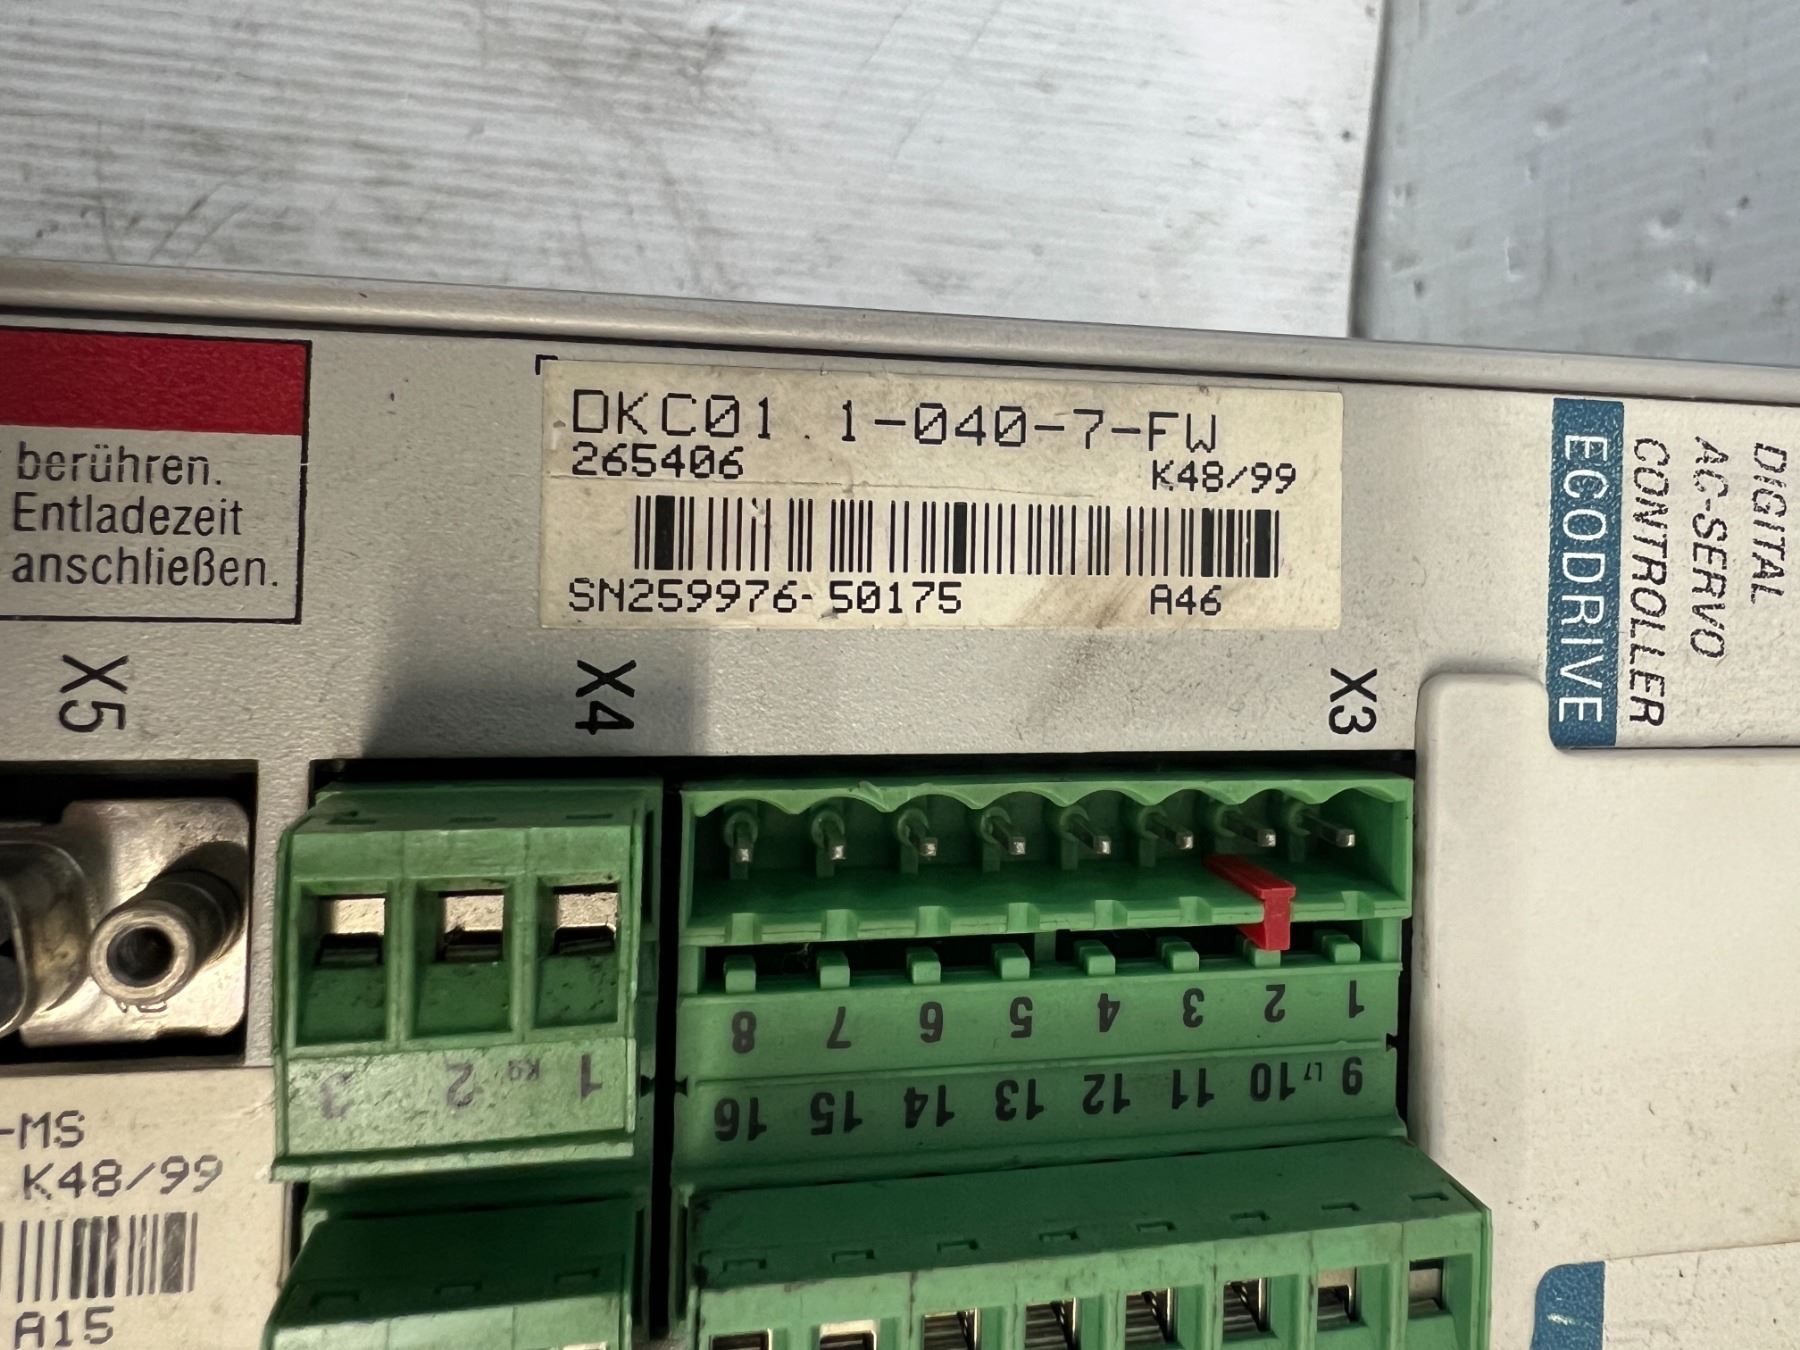 berühren.
Entladezeit
anschließen.
DKC01.1-040-7-FW
265406 K48/99
SN259976-50175 A46
ECODRIVE
DIGITAL
AC-SERVO
CONTROLLER
X5
X4
X3
8 7 6 5 4 3 2 1
16 15 14 13 12 11 10 L7 9
3 2 KQ 1
-MS
K48/99
A15